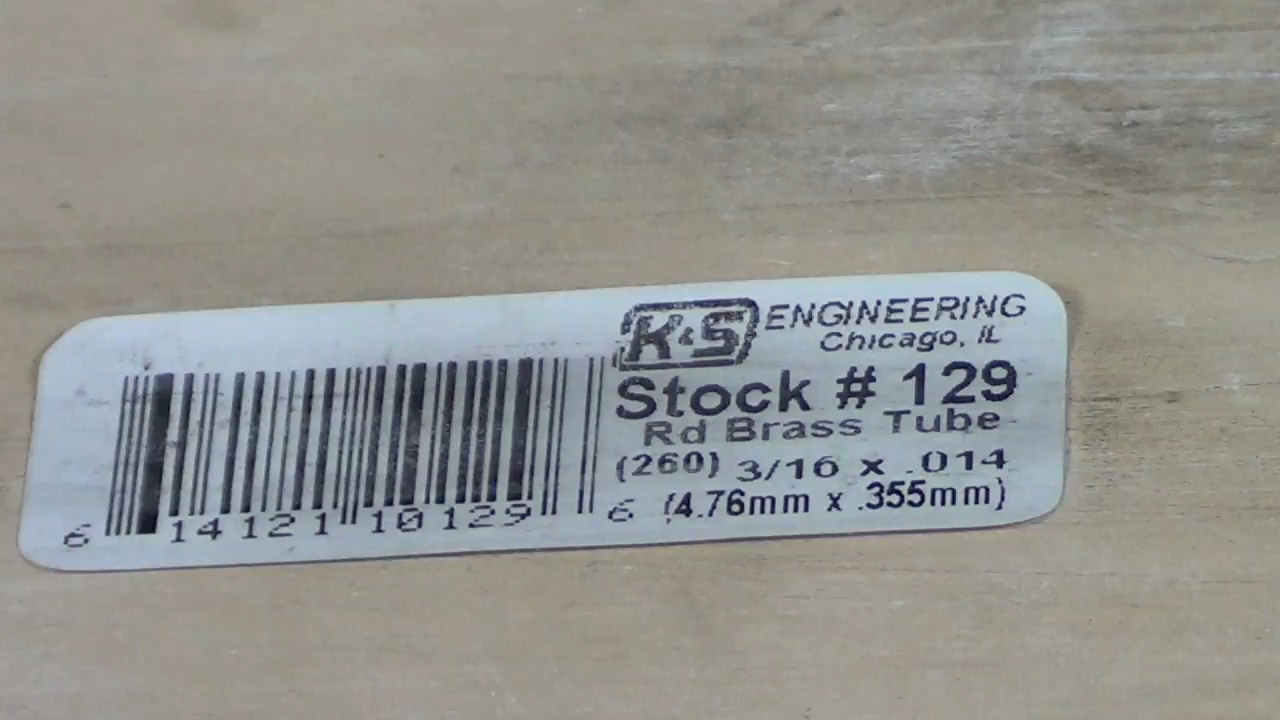 K&S ENGINEERING
Chicago, IL
Stock # 129
Rd Brass Tube
(260) 3/16 x .014
(4.76mm x .355mm)
6 14121 10129 6